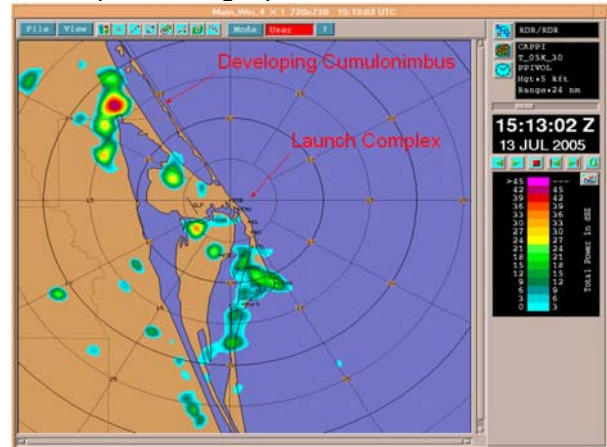 Main_Win_4 X 1 720x720 15:13:02 UTC
File View Mode User ?
RDR/RDR
CAPPI
T_05K_30
PPIVOL
Hgt:5 kft
Range:24 nm
Developing Cumulonimbus
Launch Complex
15:13:02 Z
13 JUL 2005
>45 ---
42 45
39 42
36 39
33 36
30 33
27 30
24 27
21 24
18 21
15 18
12 15
9 12
6 9
3 6
0 3
Total Power in dBZ